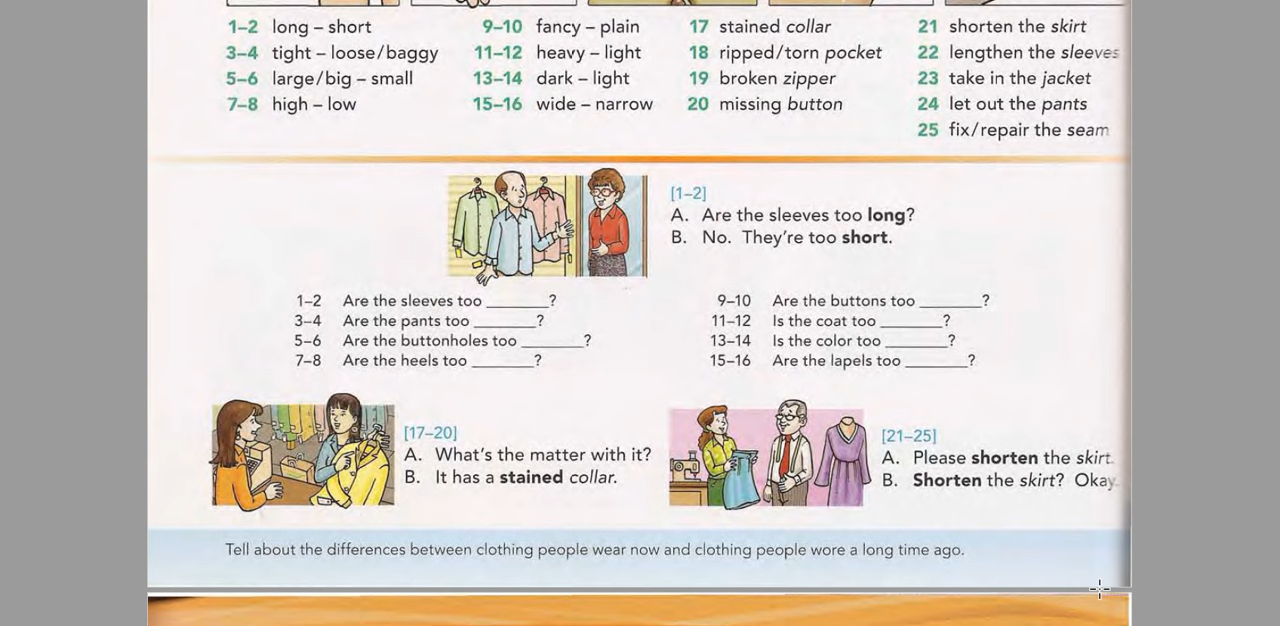 1–2 long – short
3–4 tight – loose/baggy
5–6 large/big – small
7–8 high – low
9–10 fancy – plain
11–12 heavy – light
13–14 dark – light
15–16 wide – narrow
17 stained collar
18 ripped/torn pocket
19 broken zipper
20 missing button
21 shorten the skirt
22 lengthen the sleeves
23 take in the jacket
24 let out the pants
25 fix/repair the seam
[1–2]
A. Are the sleeves too long?
B. No. They're too short.
1–2 Are the sleeves too ______?
3–4 Are the pants too ______?
5–6 Are the buttonholes too ______?
7–8 Are the heels too ______?
9–10 Are the buttons too ______?
11–12 Is the coat too ______?
13–14 Is the color too ______?
15–16 Are the lapels too ______?
[17–20]
A. What's the matter with it?
B. It has a stained collar.
[21–25]
A. Please shorten the skirt.
B. Shorten the skirt? Okay.
Tell about the differences between clothing people wear now and clothing people wore a long time ago.